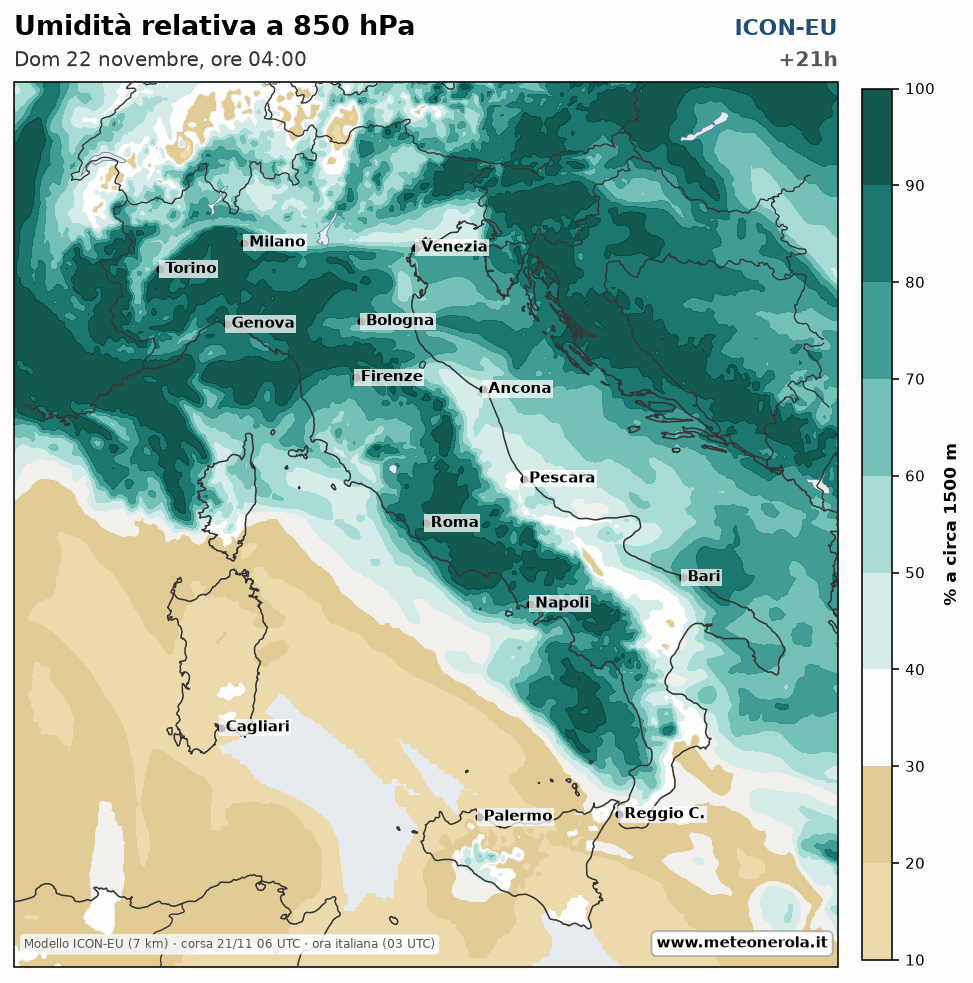 Umidità relativa a 850 hPa
ICON-EU
Dom 22 novembre, ore 04:00
+21h
100
90
80
70
60
50
40
30
20
10
% a circa 1500 m
Milano
Venezia
Torino
Genova
Bologna
Firenze
Ancona
Pescara
Roma
Bari
Napoli
Cagliari
Palermo
Reggio C.
Modello ICON-EU (7 km) · corsa 21/11 06 UTC · ora italiana (03 UTC)
www.meteonerola.it